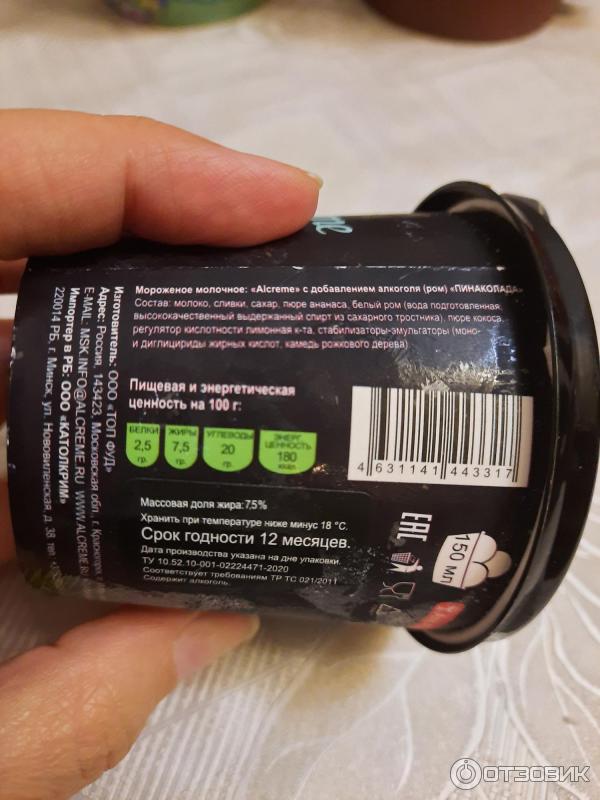 me
Мороженое молочное: «Alcreme» с добавлением алкоголя (ром) «ПИНАКОЛАДА»
Состав: молоко, сливки, сахар, пюре ананаса, белый ром (вода подготовленная,
высококачественный выдержанный спирт из сахарного тростника), пюре кокоса,
регулятор кислотности лимонная к-та, стабилизаторы-эмульгаторы (моно-
и диглицириды жирных кислот, камедь рожкового дерева)
Пищевая и энергетическая
ценность на 100 г:
БЕЛКИ
2,5
гр.
ЖИРЫ
7,5
гр.
УГЛЕВОДЫ
20
гр.
ЭНЕРГ
ЦЕННОСТЬ
180
ккал.
4 631141 443317
Массовая доля жира: 7,5%
Хранить при температуре ниже минус 18 °C.
Срок годности 12 месяцев.
Дата производства указана на дне упаковки.
ТУ 10.52.10-001-02224471-2020
Соответствует требованиям ТР ТС 021/2011
Содержит алкоголь.
EAC
150 мл
Изготовитель: ООО «ТОП ФУД»
Адрес: Россия, 143423, Московская обл., г. Красногорск,
E-MAIL: MSK.INFO@ALCREME.RU WWW.ALCREME.RU
Импортер в РБ: ООО «КАТОЛКРИМ»
220014 РБ, г. Минск, ул. Нововиленская, д. 38, тел.
ОТЗОВИК